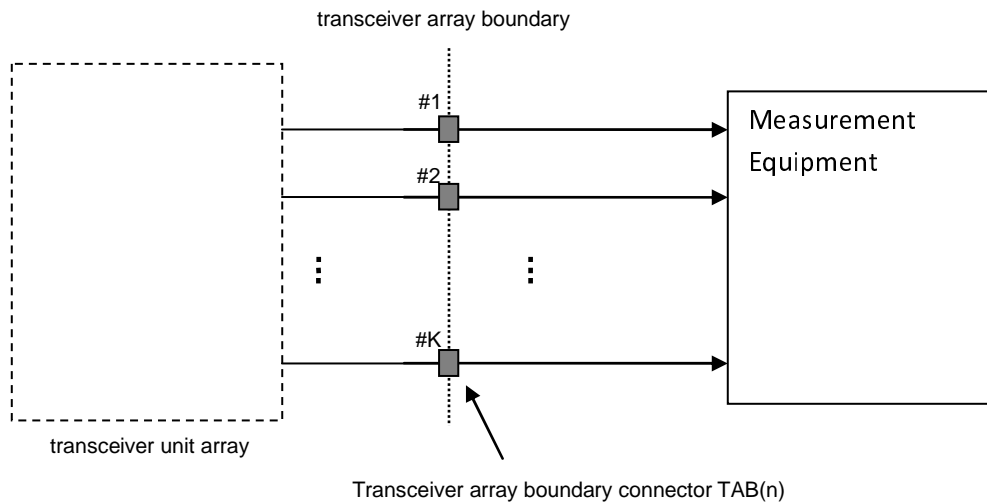 transceiver array boundary
#1
Measurement
Equipment
#2
#K
transceiver unit array
Transceiver array boundary connector TAB(n)